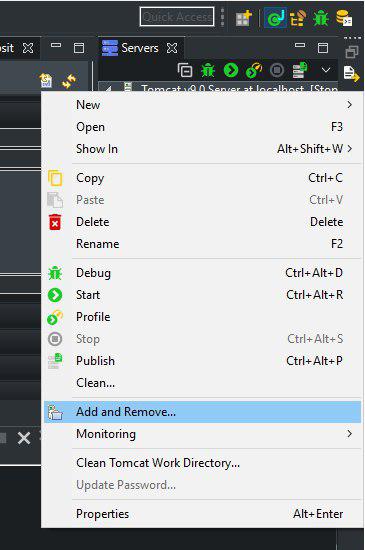 Quick Access
osit
Servers
Tomcat v9.0 Server at localhost [Stop
New
Open F3
Show In Alt+Shift+W
Copy Ctrl+C
Paste Ctrl+V
Delete Delete
Rename F2
Debug Ctrl+Alt+D
Start Ctrl+Alt+R
Profile
Stop Ctrl+Alt+S
Publish Ctrl+Alt+P
Clean...
Add and Remove...
Monitoring
Clean Tomcat Work Directory...
Update Password...
Properties Alt+Enter